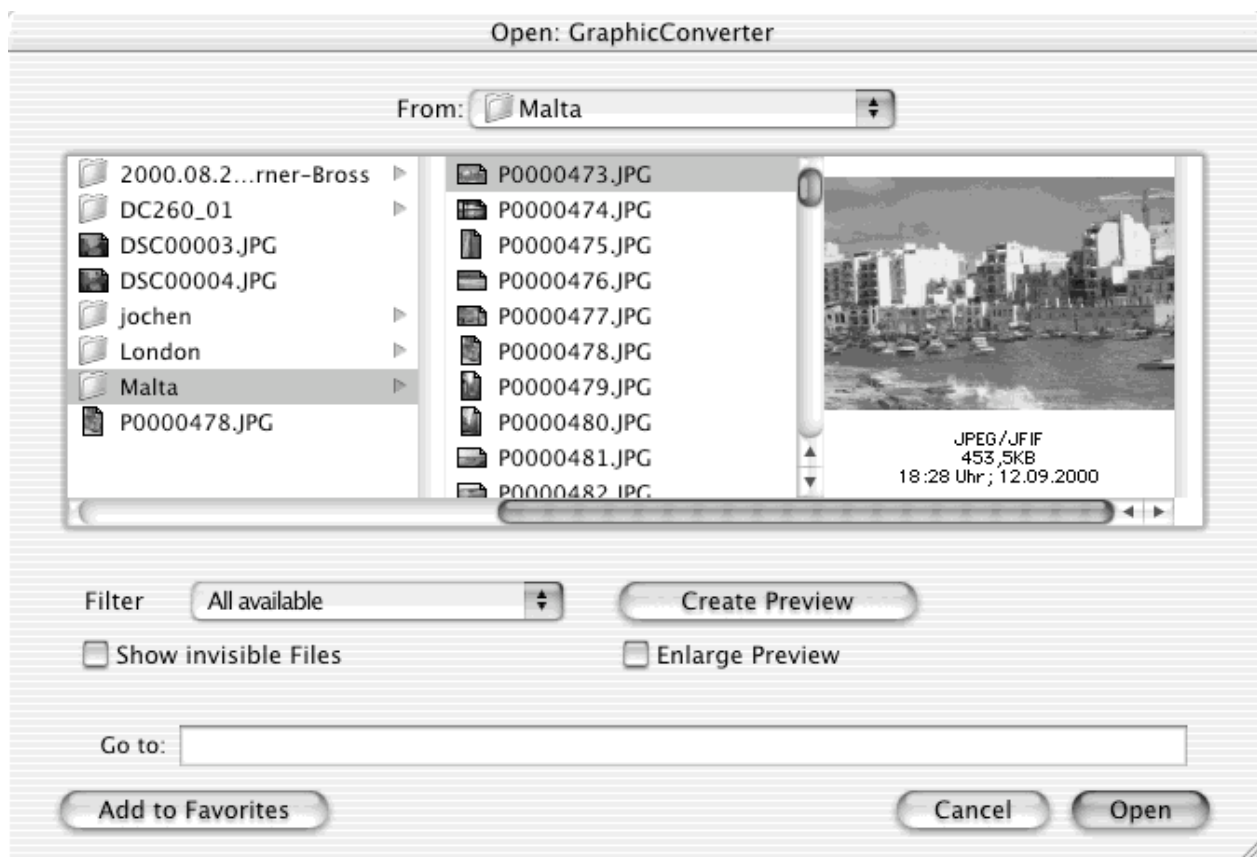 Open: GraphicConverter
From: Malta
2000.08.2...rner-Bross
DC260_01
DSC00003.JPG
DSC00004.JPG
jochen
London
Malta
P0000478.JPG
P0000473.JPG
P0000474.JPG
P0000475.JPG
P0000476.JPG
P0000477.JPG
P0000478.JPG
P0000479.JPG
P0000480.JPG
P0000481.JPG
P0000482.JPG
JPEG/JFIF
453,5KB
18:28 Uhr; 12.09.2000
Filter All available Create Preview
Show invisible Files Enlarge Preview
Go to:
Add to Favorites Cancel Open